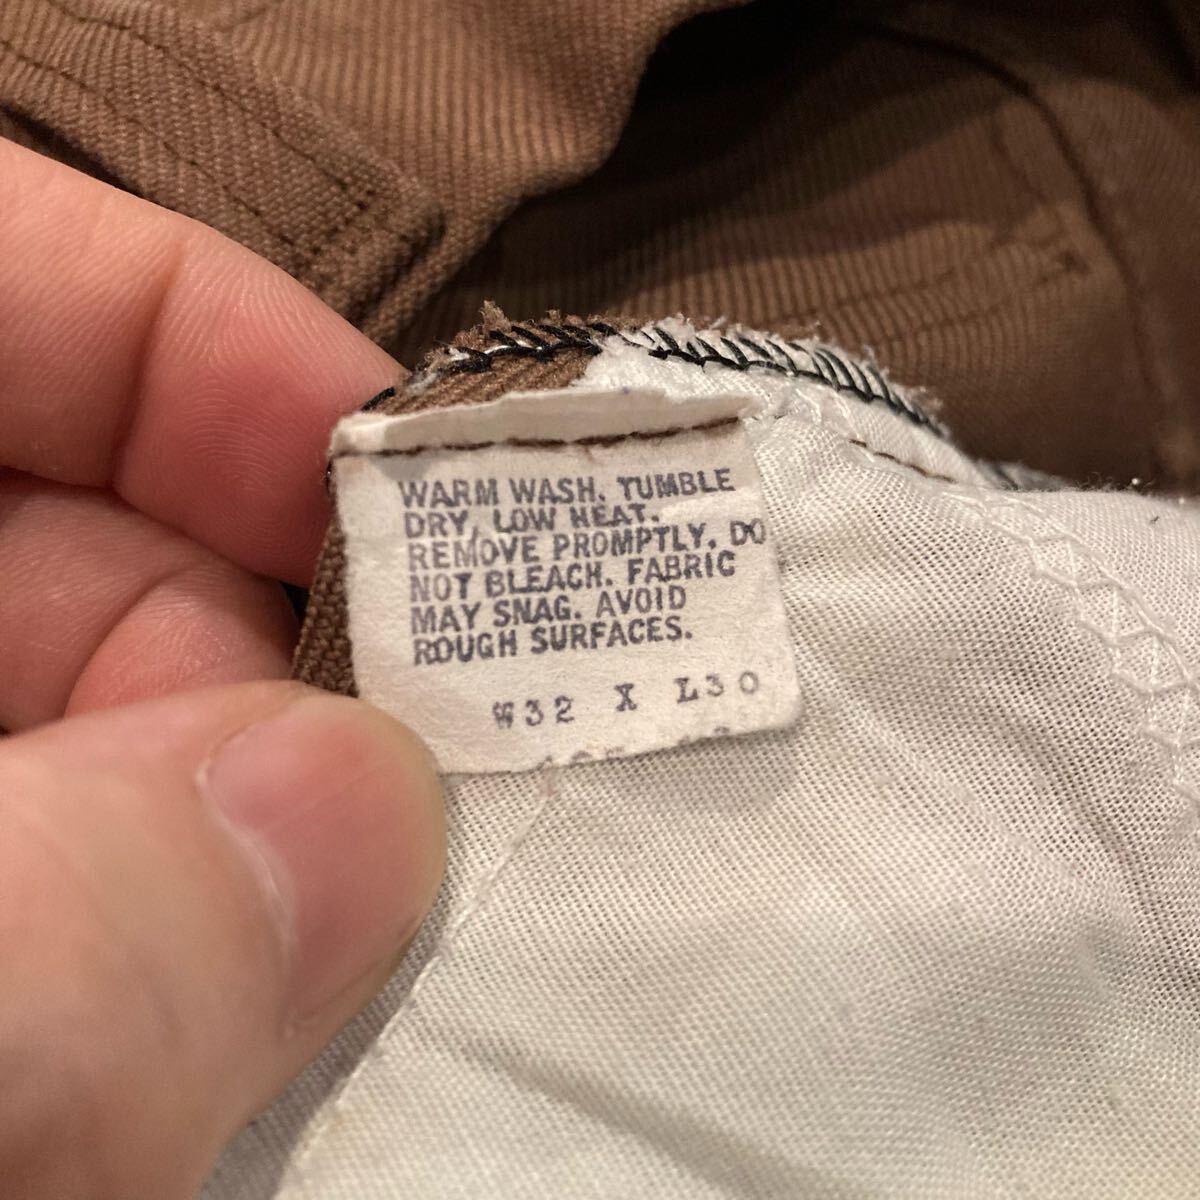 WARM WASH. TUMBLE
DRY, LOW HEAT.
REMOVE PROMPTLY. DO
NOT BLEACH. FABRIC
MAY SNAG. AVOID
ROUGH SURFACES.
W32 X L30